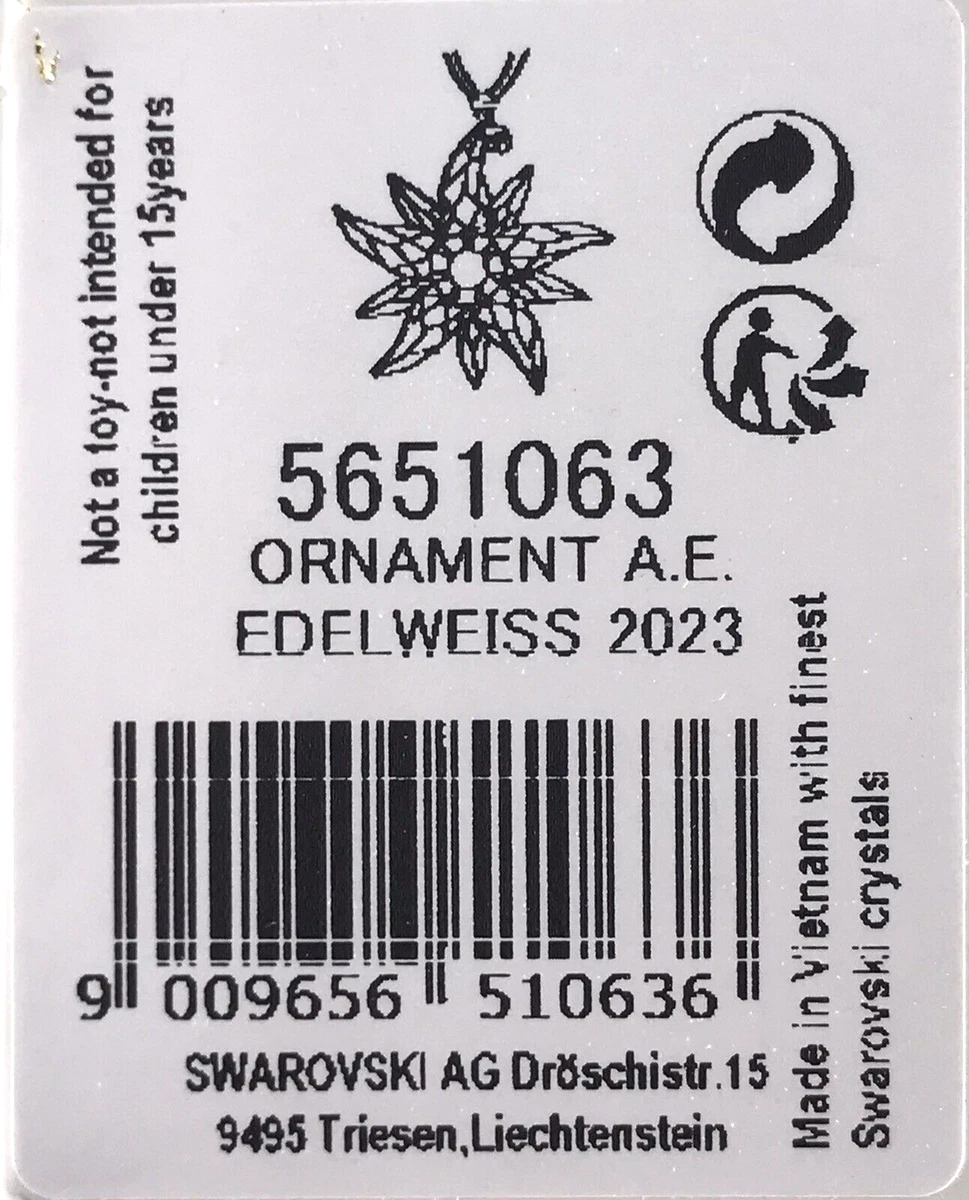 Not a toy-not intended for
children under 15years
5651063
ORNAMENT A.E.
EDELWEISS 2023
9 009656 510636
SWAROVSKI AG Dröschistr.15
9495 Triesen,Liechtenstein
Made in Vietnam with finest
Swarovski crystals